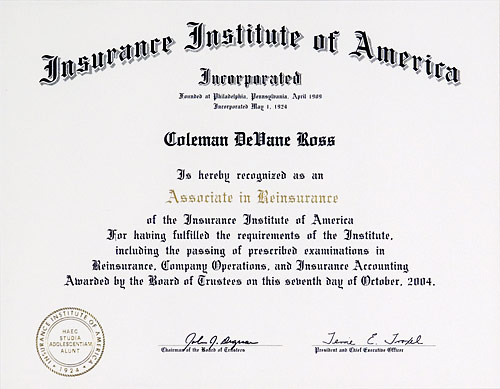 Insurance Institute of America
Incorporated
Founded at Philadelphia, Pennsylvania, April 1909
Incorporated May 1, 1924
Coleman DeVane Ross
Is hereby recognized as an
Associate in Reinsurance
of the Insurance Institute of America
For having fulfilled the requirements of the Institute,
including the passing of prescribed examinations in
Reinsurance, Company Operations, and Insurance Accounting
Awarded by the Board of Trustees on this seventh day of October, 2004.
INSURANCE INSTITUTE OF AMERICA
HAEC
STUDIA
ADOLESCENTIAM
ALUNT
• 1924 •
Chairman of the Board of Trustees
President and Chief Executive Officer